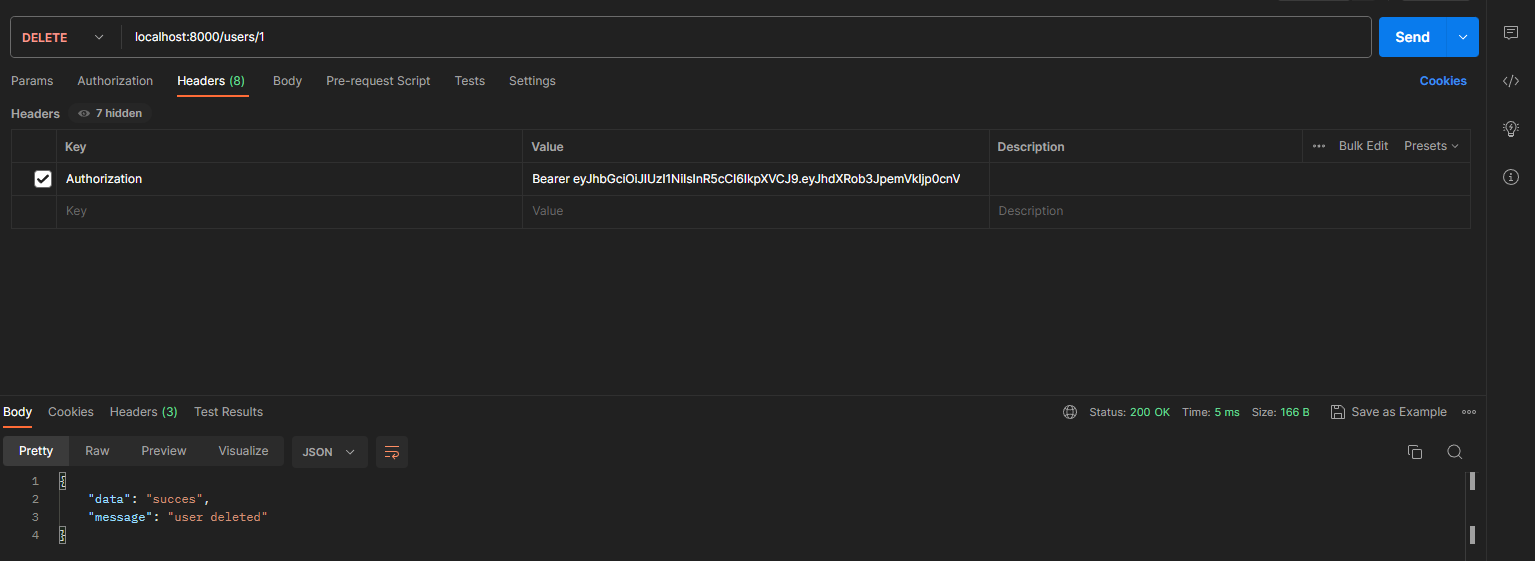 DELETE localhost:8000/users/1 Send
Params Authorization Headers (8) Body Pre-request Script Tests Settings Cookies
Headers 7 hidden
Key Value Description ••• Bulk Edit Presets
Authorization Bearer eyJhbGciOiJIUzI1NiIsInR5cCI6IkpXVCJ9.eyJhdXRob3JpemVkIjp0cnV
Key Value Description
Body Cookies Headers (3) Test Results Status: 200 OK Time: 5 ms Size: 166 B Save as Example
Pretty Raw Preview Visualize JSON
1 {
2 "data": "succes",
3 "message": "user deleted"
4 }